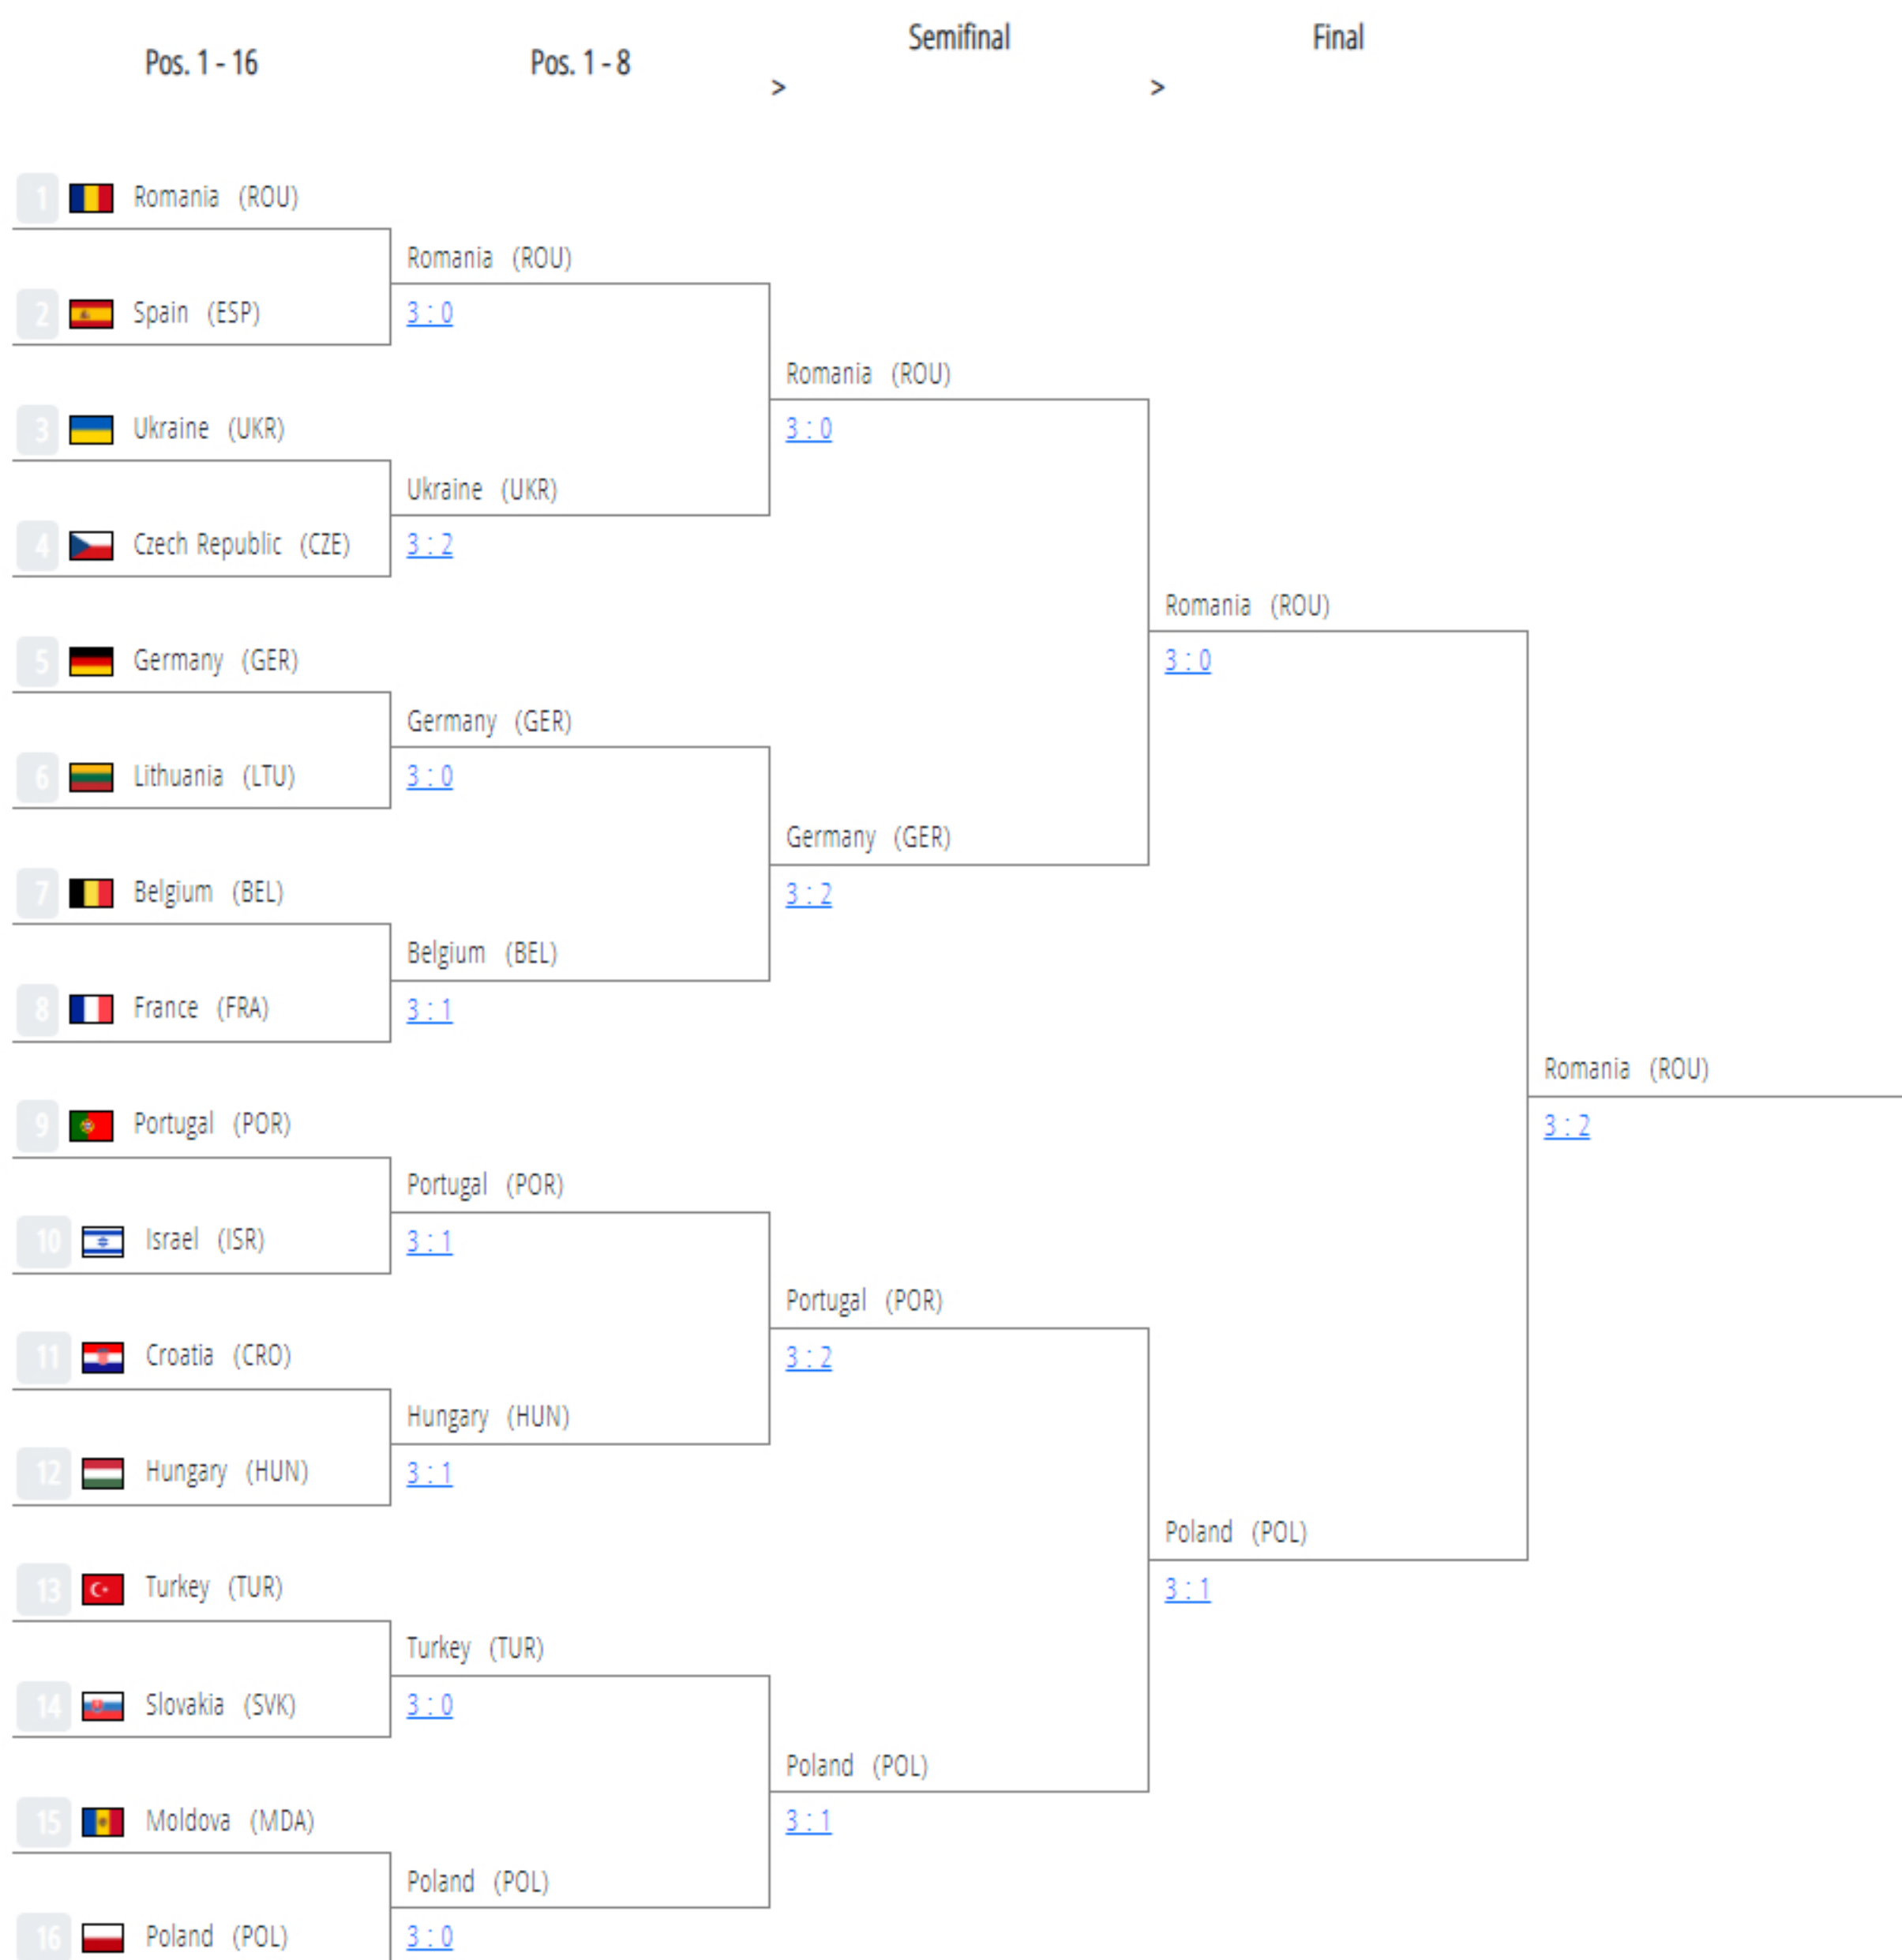 Pos. 1 - 16
Pos. 1 - 8
>
Semifinal
>
Final
1 Romania (ROU)
Romania (ROU)
2 Spain (ESP)
3 : 0
Romania (ROU)
3 Ukraine (UKR)
3 : 0
Ukraine (UKR)
4 Czech Republic (CZE)
3 : 2
Romania (ROU)
5 Germany (GER)
3 : 0
Germany (GER)
6 Lithuania (LTU)
3 : 0
Germany (GER)
7 Belgium (BEL)
3 : 2
Belgium (BEL)
8 France (FRA)
3 : 1
Romania (ROU)
9 Portugal (POR)
3 : 2
Portugal (POR)
10 Israel (ISR)
3 : 1
Portugal (POR)
11 Croatia (CRO)
3 : 2
Hungary (HUN)
12 Hungary (HUN)
3 : 1
Poland (POL)
13 Turkey (TUR)
3 : 1
Turkey (TUR)
14 Slovakia (SVK)
3 : 0
Poland (POL)
15 Moldova (MDA)
3 : 1
Poland (POL)
16 Poland (POL)
3 : 0